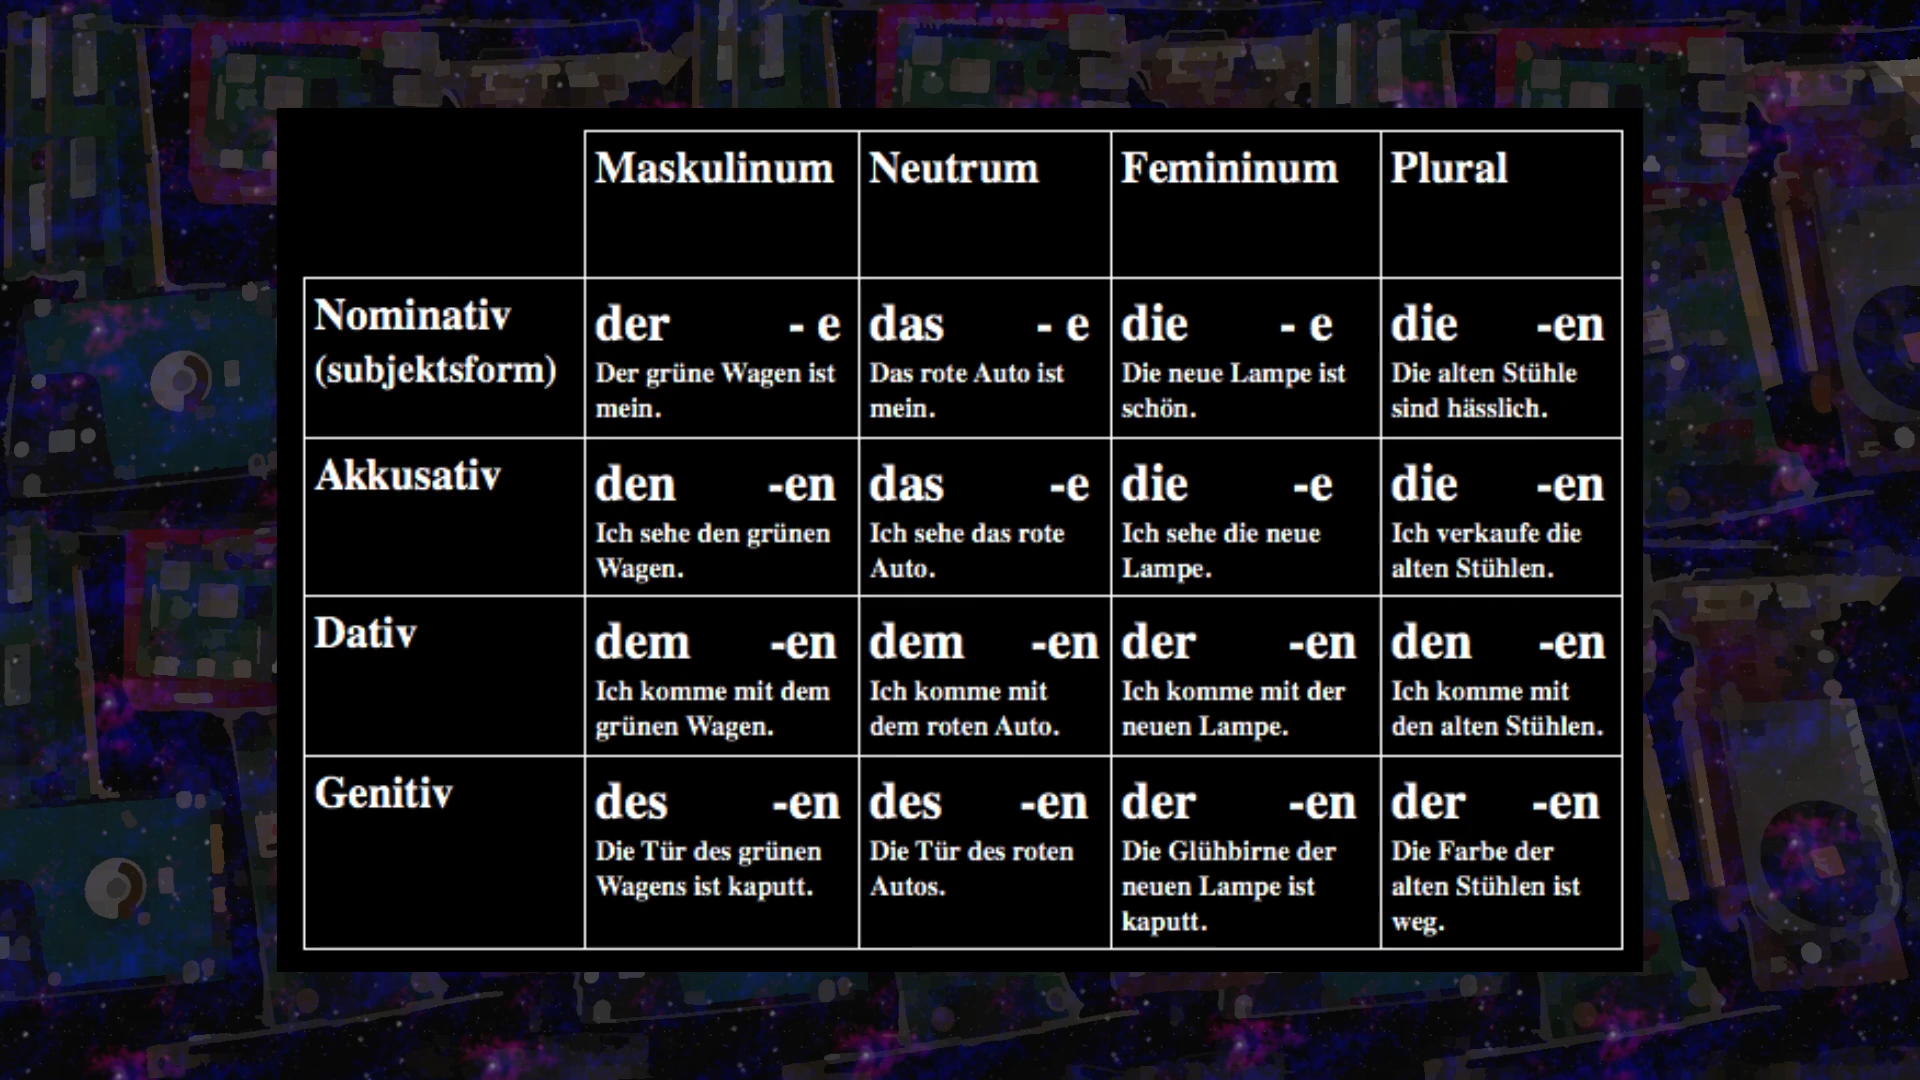 Maskulinum Neutrum Femininum Plural
Nominativ
(subjektsform)
der - e
Der grüne Wagen ist
mein.
das - e
Das rote Auto ist
mein.
die - e
Die neue Lampe ist
schön.
die -en
Die alten Stühle
sind hässlich.
Akkusativ
den -en
Ich sehe den grünen
Wagen.
das -e
Ich sehe das rote
Auto.
die -e
Ich sehe die neue
Lampe.
die -en
Ich verkaufe die
alten Stühlen.
Dativ
dem -en
Ich komme mit dem
grünen Wagen.
dem -en
Ich komme mit
dem roten Auto.
der -en
Ich komme mit der
neuen Lampe.
den -en
Ich komme mit
den alten Stühlen.
Genitiv
des -en
Die Tür des grünen
Wagens ist kaputt.
des -en
Die Tür des roten
Autos.
der -en
Die Glühbirne der
neuen Lampe ist
kaputt.
der -en
Die Farbe der
alten Stühlen ist
weg.